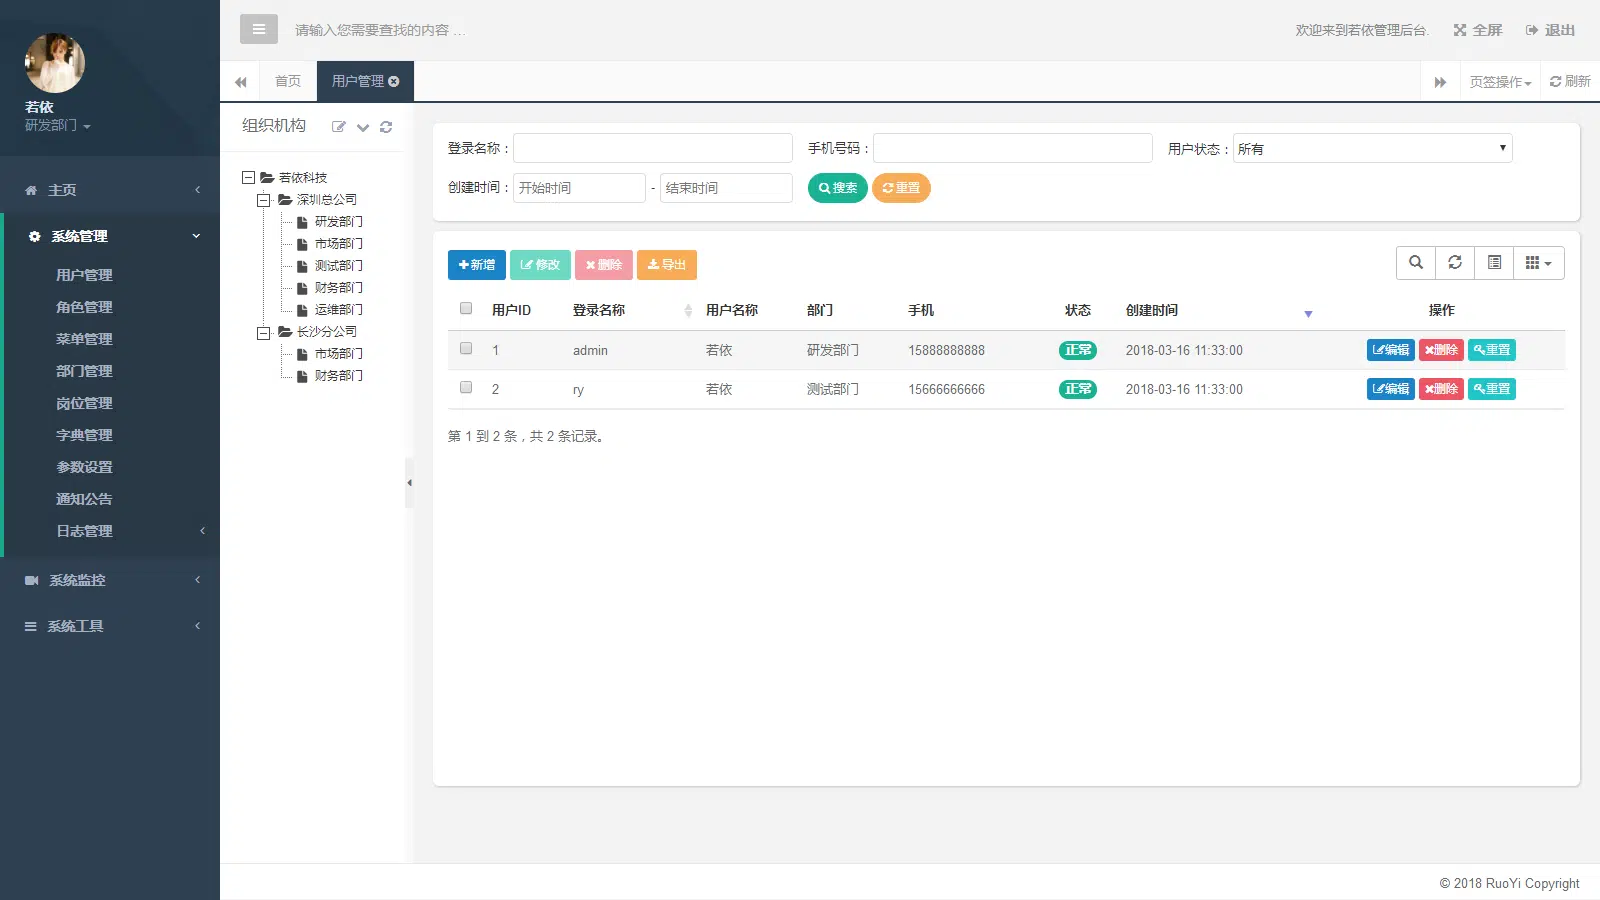 若依
研发部门
主页
系统管理
用户管理
角色管理
菜单管理
部门管理
岗位管理
字典管理
参数设置
通知公告
日志管理
系统监控
系统工具
请输入您需要查找的内容 …
欢迎来到若依管理后台.
全屏
退出
首页
用户管理
页签操作
刷新
组织机构
若依科技
深圳总公司
研发部门
市场部门
测试部门
财务部门
运维部门
长沙分公司
市场部门
财务部门
登录名称：
手机号码：
用户状态： 所有
创建时间： 开始时间 - 结束时间 搜索 重置
新增 修改 删除 导出
用户ID 登录名称 用户名称 部门 手机 状态 创建时间 操作
1 admin 若依 研发部门 15888888888 正常 2018-03-16 11:33:00 编辑 删除 重置
2 ry 若依 测试部门 15666666666 正常 2018-03-16 11:33:00 编辑 删除 重置
第 1 到 2 条，共 2 条记录。
© 2018 RuoYi Copyright